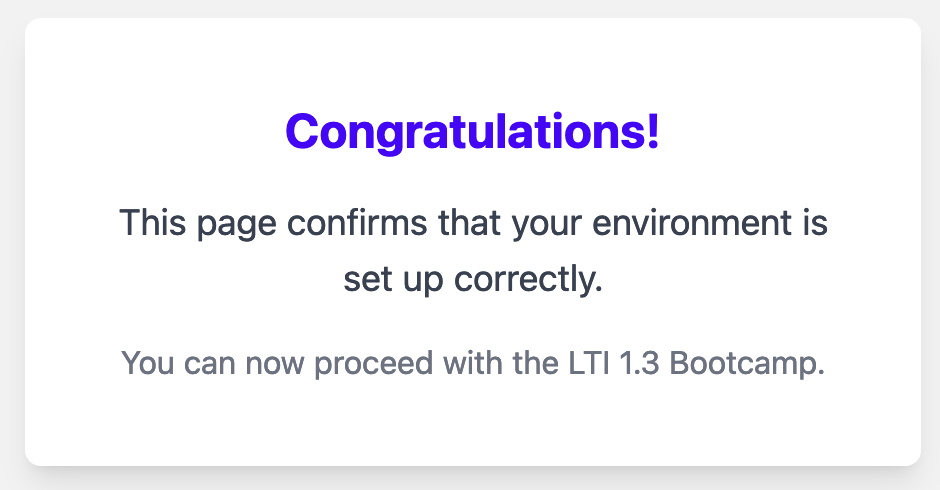 Congratulations!
This page confirms that your environment is
set up correctly.
You can now proceed with the LTI 1.3 Bootcamp.